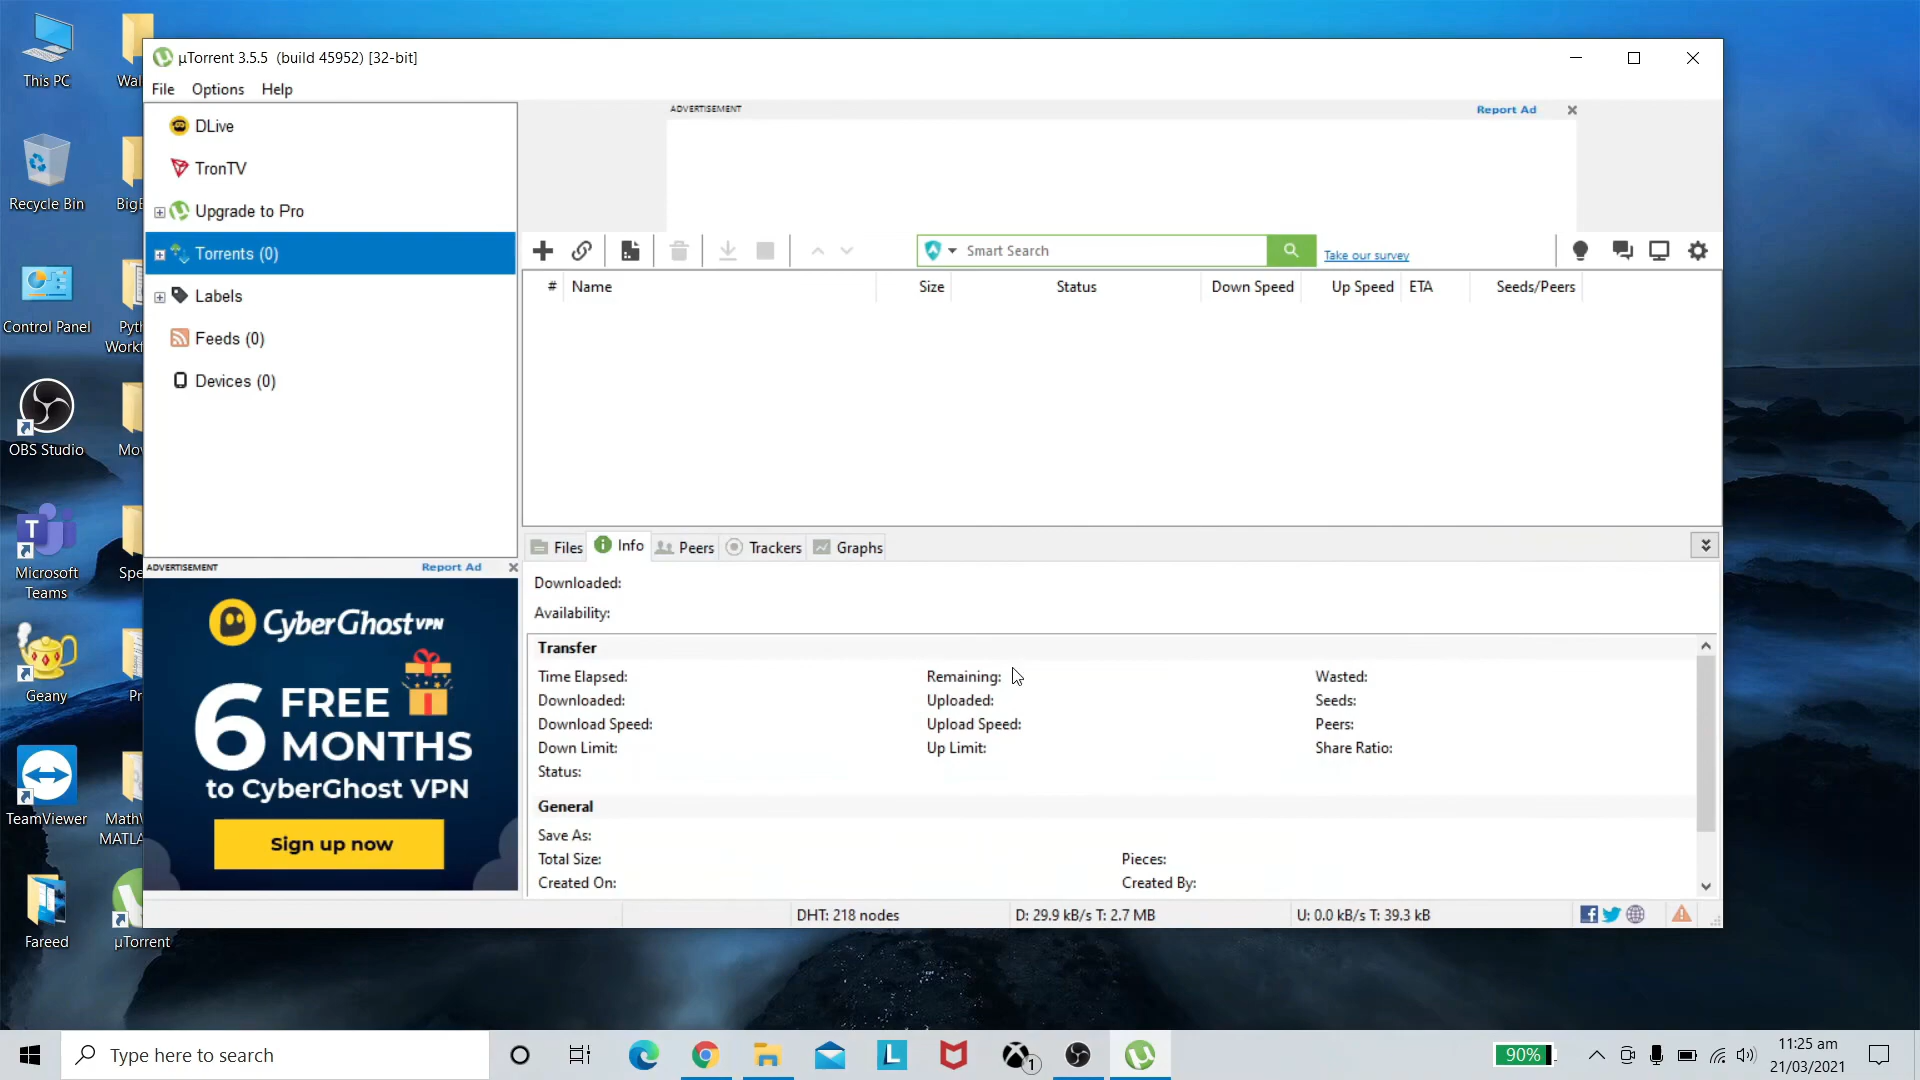 This PC
Recycle Bin
Control Panel
OBS Studio
Microsoft
Teams
Geany
TeamViewer
Fareed
µTorrent
µTorrent 3.5.5 (build 45952) [32-bit]
File Options Help
DLive
TronTV
Upgrade to Pro
Torrents (0)
Labels
Feeds (0)
Devices (0)
ADVERTISEMENT Report Ad
Smart Search
Take our survey
# Name Size Status Down Speed Up Speed ETA Seeds/Peers
ADVERTISEMENT Report Ad
CyberGhost VPN
6 FREE
MONTHS
to CyberGhost VPN
Sign up now
Files Info Peers Trackers Graphs
Downloaded:
Availability:
Transfer
Time Elapsed: Remaining: Wasted:
Downloaded: Uploaded: Seeds:
Download Speed: Upload Speed: Peers:
Down Limit: Up Limit: Share Ratio:
Status:
General
Save As:
Total Size: Pieces:
Created On: Created By:
DHT: 218 nodes D: 29.9 kB/s T: 2.7 MB U: 0.0 kB/s T: 39.3 kB
Type here to search
1
90%
11:25 am
21/03/2021